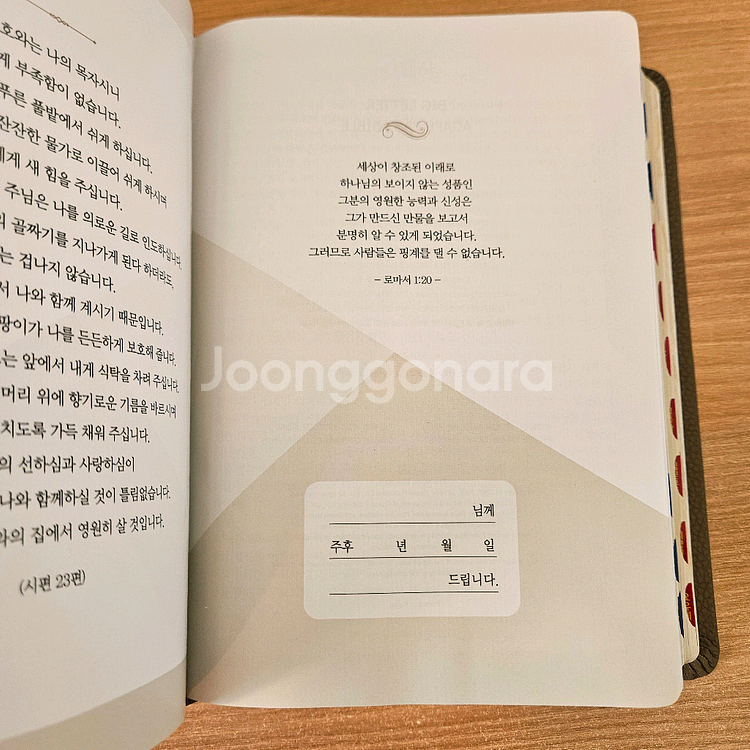 호와는 나의 목자시니
게 부족함이 없습니다.
푸른 풀밭에서 쉬게 하십니다.
잔잔한 물가로 이끌어 쉬게 하시며
에게 새 힘을 주십니다.
주님은 나를 의로운 길로 인도하십니다.
의 골짜기를 지나가게 된다 하더라도,
는 겁나지 않습니다.
서 나와 함께 계시기 때문입니다.
팡이가 나를 든든하게 보호해 줍니다.
는 앞에서 내게 식탁을 차려 주십니다.
머리 위에 향기로운 기름을 바르시며
치도록 가득 채워 주십니다.
의 선하심과 사랑하심이
나와 함께하실 것이 틀림없습니다.
와의 집에서 영원히 살 것입니다.
(시편 23편)
세상이 창조된 이래로
하나님의 보이지 않는 성품인
그분의 영원한 능력과 신성은
그가 만드신 만물을 보고서
분명히 알 수 있게 되었습니다.
그러므로 사람들은 핑계를 댈 수 없습니다.
– 로마서 1:20 –
Joonggonara
님께
주후 년 월 일
드립니다.